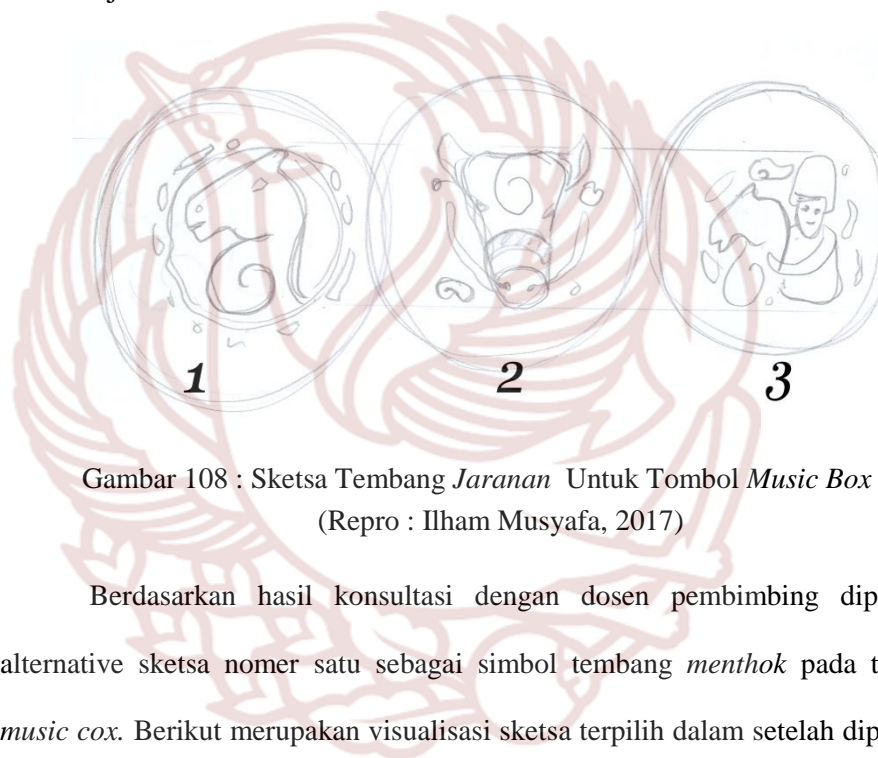 1 2 3
Gambar 108 : Sketsa Tembang Jaranan Untuk Tombol Music Box
(Repro : Ilham Musyafa, 2017)
Berdasarkan hasil konsultasi dengan dosen pembimbing dip
alternative sketsa nomer satu sebagai simbol tembang menthok pada t
music cox. Berikut merupakan visualisasi sketsa terpilih dalam setelah dip